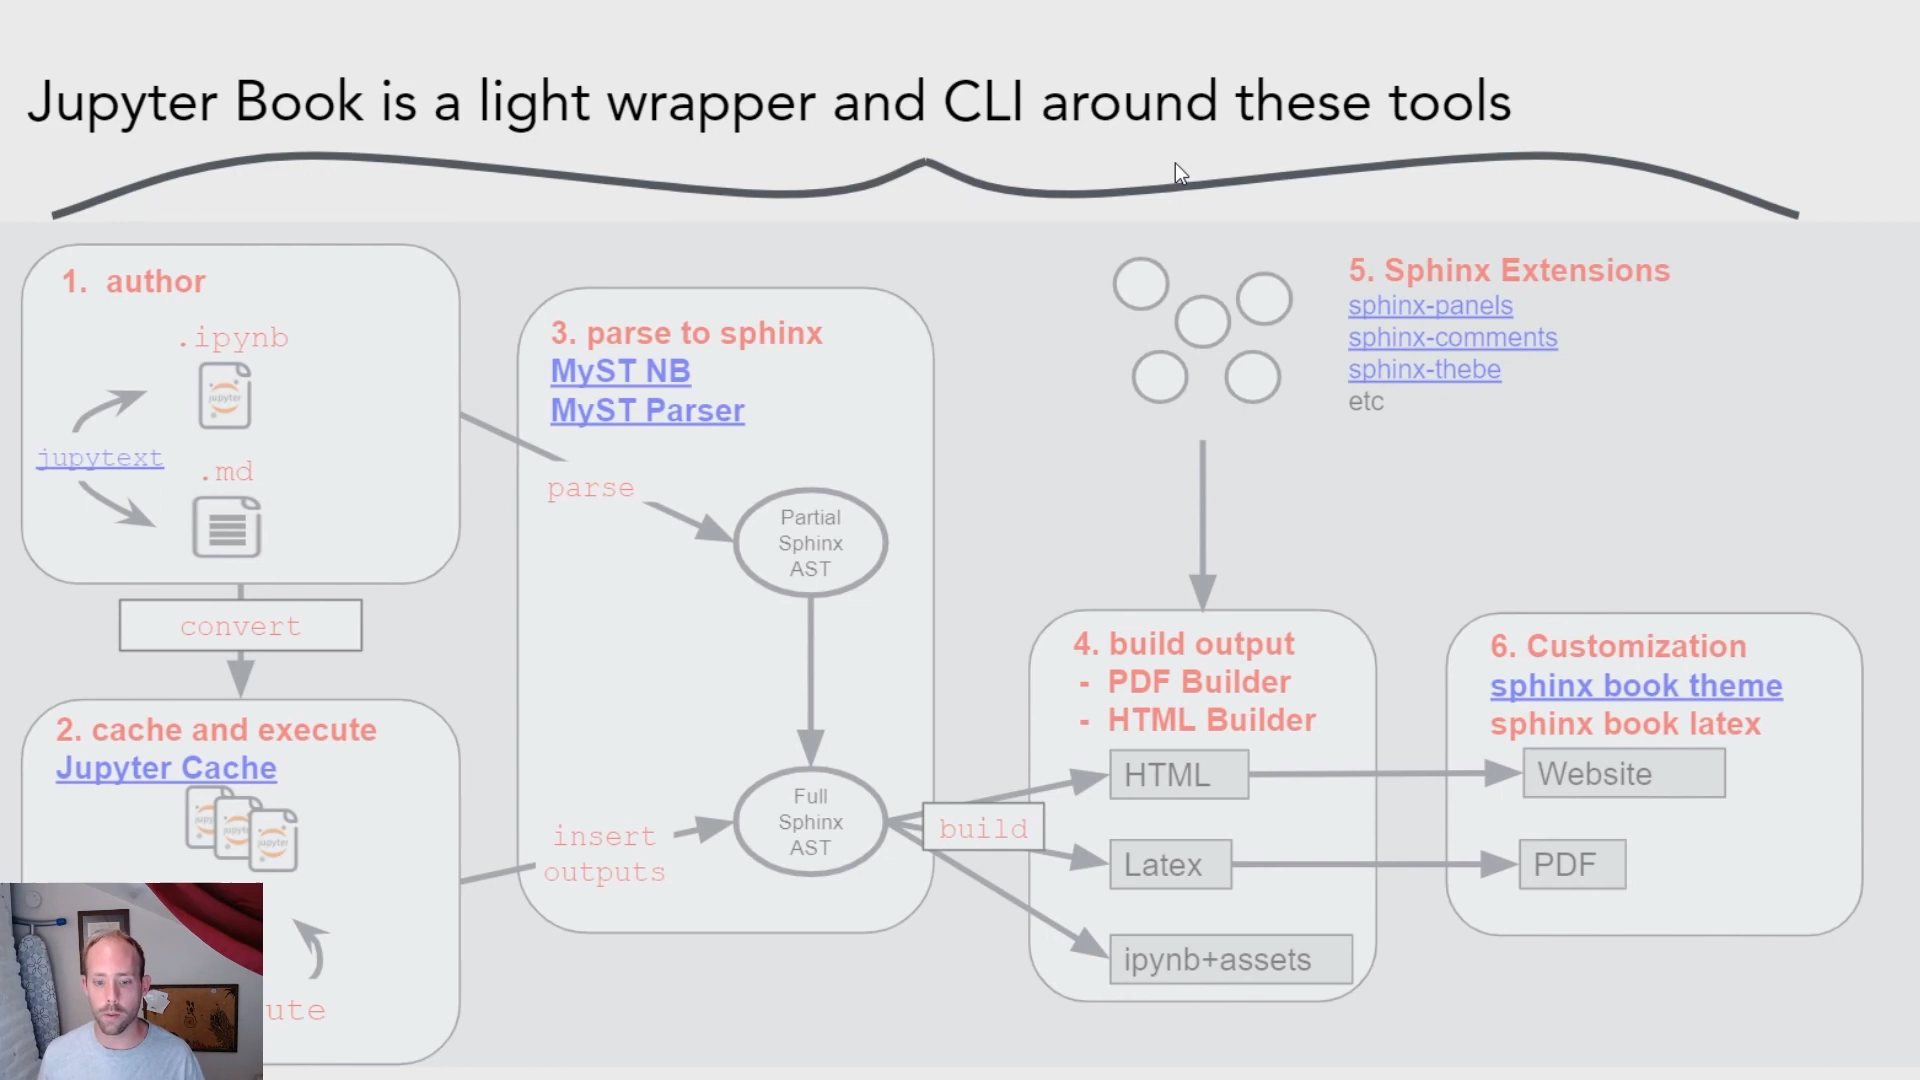 Jupyter Book is a light wrapper and CLI around these tools
1. author
.ipynb
jupyter
jupytext
.md
convert
2. cache and execute
Jupyter Cache
jupyter
ute
3. parse to sphinx
MyST NB
MyST Parser
parse
Partial
Sphinx
AST
Full
Sphinx
AST
insert
outputs
build
5. Sphinx Extensions
sphinx-panels
sphinx-comments
sphinx-thebe
etc
4. build output
- PDF Builder
- HTML Builder
HTML
Latex
ipynb+assets
6. Customization
sphinx book theme
sphinx book latex
Website
PDF